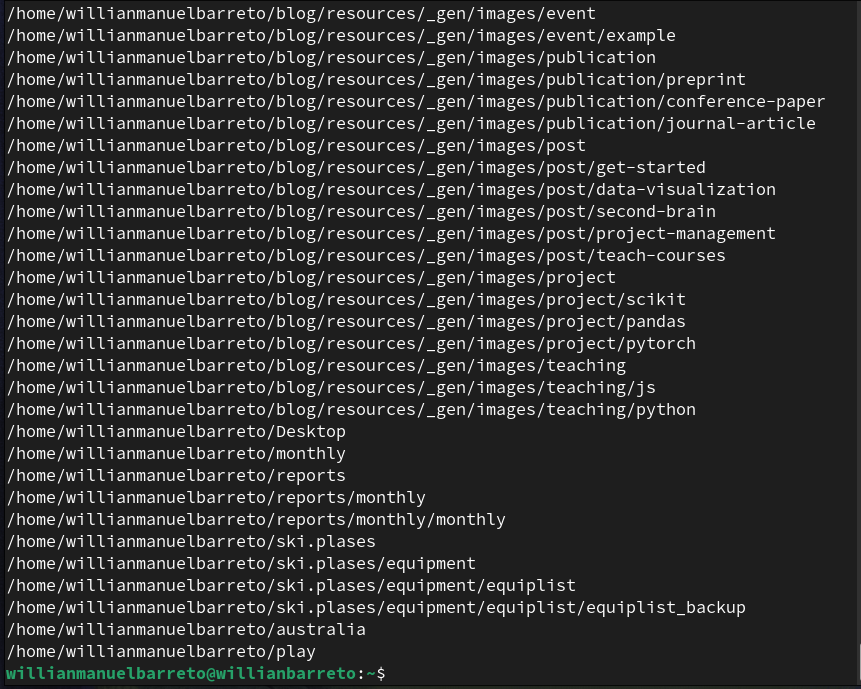 /home/willianmanuelbarreto/blog/resources/_gen/images/event
/home/willianmanuelbarreto/blog/resources/_gen/images/event/example
/home/willianmanuelbarreto/blog/resources/_gen/images/publication
/home/willianmanuelbarreto/blog/resources/_gen/images/publication/preprint
/home/willianmanuelbarreto/blog/resources/_gen/images/publication/conference-paper
/home/willianmanuelbarreto/blog/resources/_gen/images/publication/journal-article
/home/willianmanuelbarreto/blog/resources/_gen/images/post
/home/willianmanuelbarreto/blog/resources/_gen/images/post/get-started
/home/willianmanuelbarreto/blog/resources/_gen/images/post/data-visualization
/home/willianmanuelbarreto/blog/resources/_gen/images/post/second-brain
/home/willianmanuelbarreto/blog/resources/_gen/images/post/project-management
/home/willianmanuelbarreto/blog/resources/_gen/images/post/teach-courses
/home/willianmanuelbarreto/blog/resources/_gen/images/project
/home/willianmanuelbarreto/blog/resources/_gen/images/project/scikit
/home/willianmanuelbarreto/blog/resources/_gen/images/project/pandas
/home/willianmanuelbarreto/blog/resources/_gen/images/project/pytorch
/home/willianmanuelbarreto/blog/resources/_gen/images/teaching
/home/willianmanuelbarreto/blog/resources/_gen/images/teaching/js
/home/willianmanuelbarreto/blog/resources/_gen/images/teaching/python
/home/willianmanuelbarreto/Desktop
/home/willianmanuelbarreto/monthly
/home/willianmanuelbarreto/reports
/home/willianmanuelbarreto/reports/monthly
/home/willianmanuelbarreto/reports/monthly/monthly
/home/willianmanuelbarreto/ski.plases
/home/willianmanuelbarreto/ski.plases/equipment
/home/willianmanuelbarreto/ski.plases/equipment/equiplist
/home/willianmanuelbarreto/ski.plases/equipment/equiplist/equiplist_backup
/home/willianmanuelbarreto/australia
/home/willianmanuelbarreto/play
willianmanuelbarreto@willianbarreto:~$